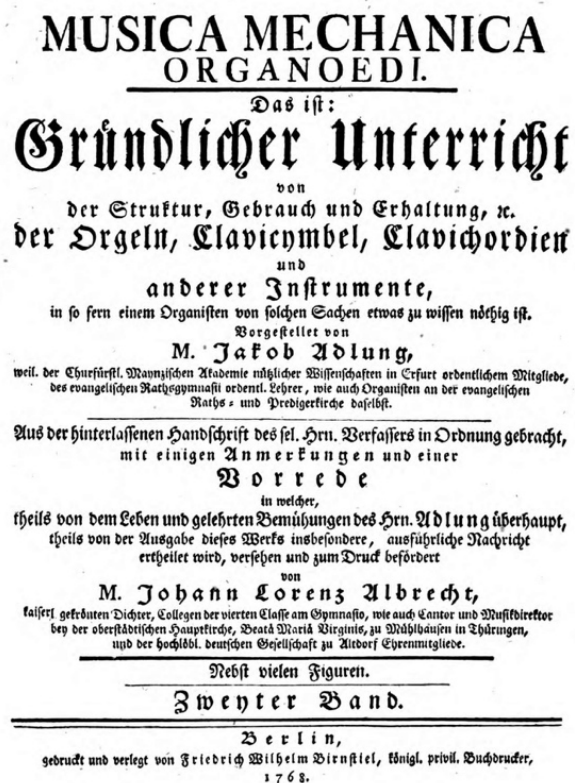 MUSICA MECHANICA
ORGANOEDI.
Das ist:
Gründlicher Unterricht
von
der Struktur, Gebrauch und Erhaltung, ꝛc.
der Orgeln, Clavicymbel, Clavichordien
und
anderer Instrumente,
in so fern einem Organisten von solchen Sachen etwas zu wissen nöthig ist.
Vorgestellet von
M. Jakob Adlung,
weil. der Churfürstl. Maynzischen Akademie nützlicher Wissenschaften in Erfurt ordentlichem Mitgliede,
des evangelischen Rathsgymnasii ordentl. Lehrer, wie auch Organisten an der evangelischen
Raths- und Predigerkirche daselbst.
Aus der hinterlassenen Handschrift des sel. Hrn. Verfassers in Ordnung gebracht,
mit einigen Anmerkungen und einer
Vorrede
in welcher,
theils von dem Leben und gelehrten Bemühungen des Hrn. Adlung überhaupt,
theils von der Ausgabe dieses Werks insbesondere, ausführliche Nachricht
ertheilet wird, versehen und zum Druck befördert
von
M. Johann Lorenz Albrecht,
kaiserl gekrönten Dichter, Collegen der vierten Classe am Gymnasio, wie auch Cantor und Musikdirektor
bey der oberstädtischen Hauptkirche, Beatä Mariä Virginis, zu Mühlhausen in Thüringen,
und der hochlöbl. deutschen Gesellschaft zu Altdorf Ehrenmitgliede.
Nebst vielen Figuren.
Zweyter Band.
Berlin,
gedruckt und verlegt von Friedrich Wilhelm Birnstiel, königl. privil. Buchdrucker,
1768.